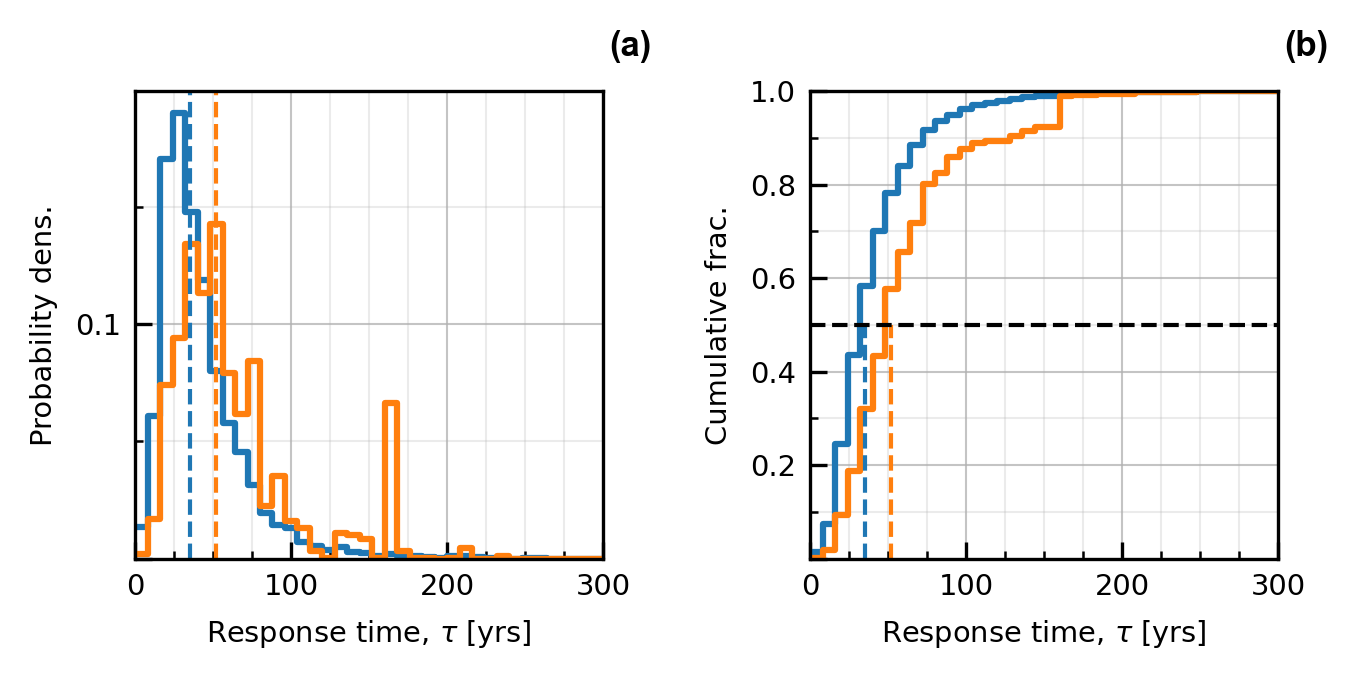 (a)
Probability dens.
0.1
0
100
200
300
Response time, τ [yrs]
(b)
Cumulative frac.
1.0
0.8
0.6
0.4
0.2
0
100
200
300
Response time, τ [yrs]